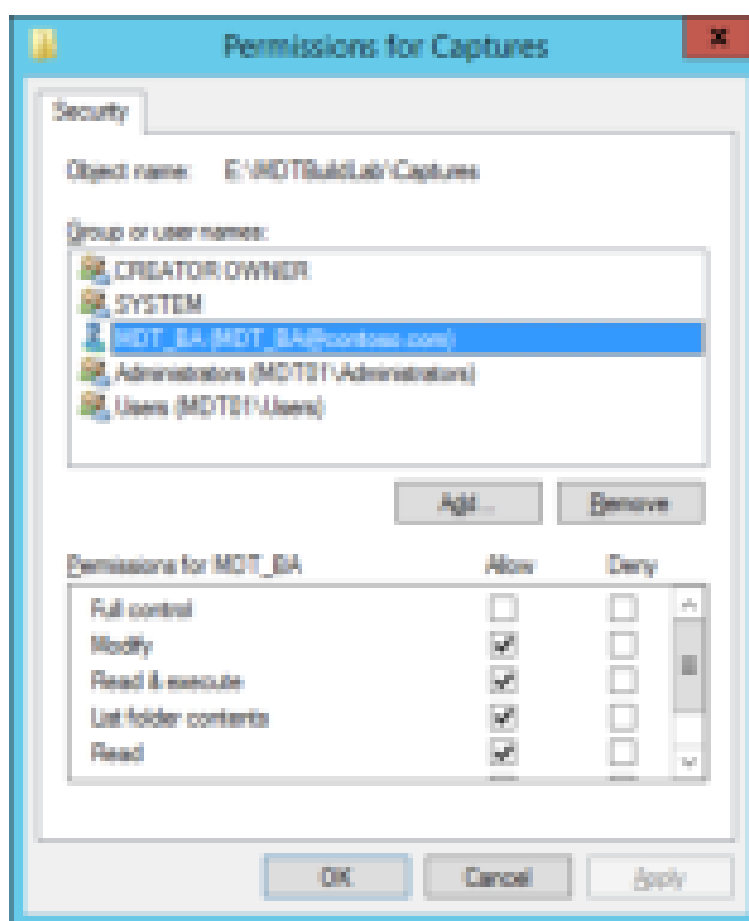 Permissions for Captures
x
Security
Object name: E:\MDTBuildLab\Captures
Group or user names:
CREATOR OWNER
SYSTEM
MDT_BA (MDT_BA@contoso.com)
Administrators (MDT01\Administrators)
Users (MDT01\Users)
Add... Remove
Permissions for MDT_BA Allow Deny
Full control
Modify
Read & execute
List folder contents
Read
OK Cancel Apply